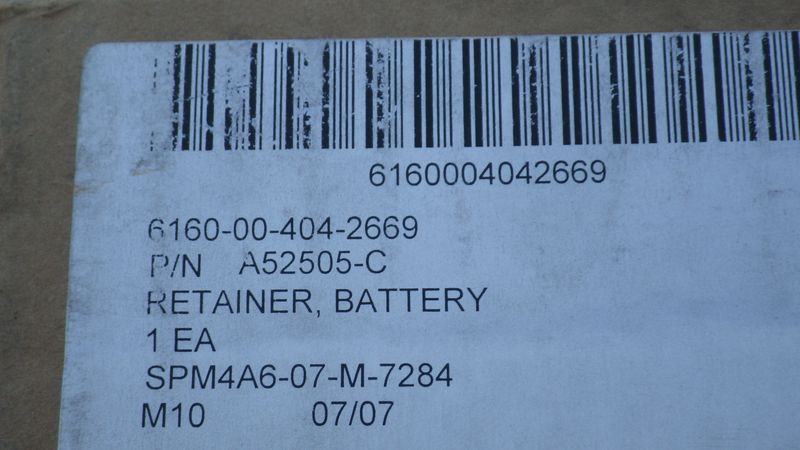 6160004042669
6160-00-404-2669
P/N A52505-C
RETAINER, BATTERY
1 EA
SPM4A6-07-M-7284
M10 07/07